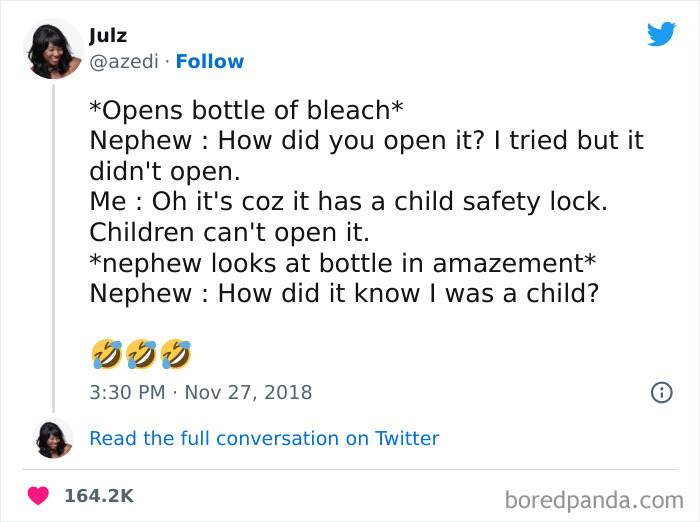 Julz
@azedi · Follow
*Opens bottle of bleach*
Nephew : How did you open it? I tried but it
didn't open.
Me : Oh it's coz it has a child safety lock.
Children can't open it.
*nephew looks at bottle in amazement*
Nephew : How did it know I was a child?
🤣🤣🤣
3:30 PM · Nov 27, 2018
Read the full conversation on Twitter
164.2K
boredpanda.com